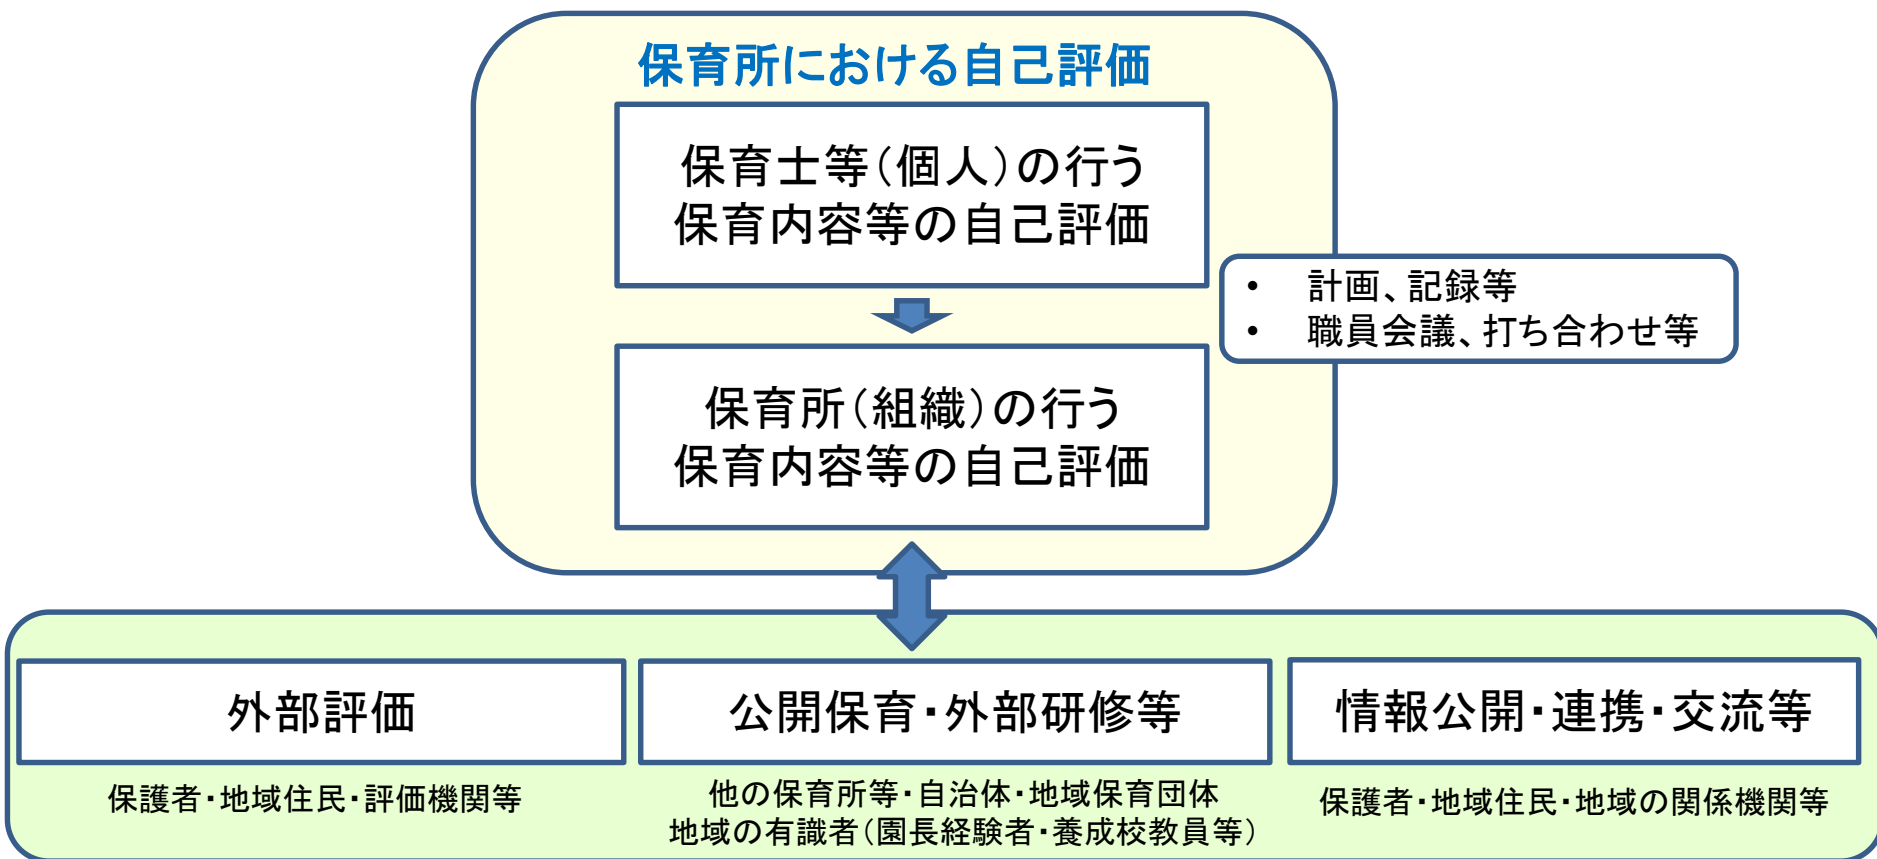 保育所における自己評価
保育士等(個人)の行う
保育内容等の自己評価
• 計画、記録等
• 職員会議、打ち合わせ等
保育所(組織)の行う
保育内容等の自己評価
外部評価
保護者・地域住民・評価機関等
公開保育・外部研修等
他の保育所等・自治体・地域保育団体
地域の有識者(園長経験者・養成校教員等)
情報公開・連携・交流等
保護者・地域住民・地域の関係機関等